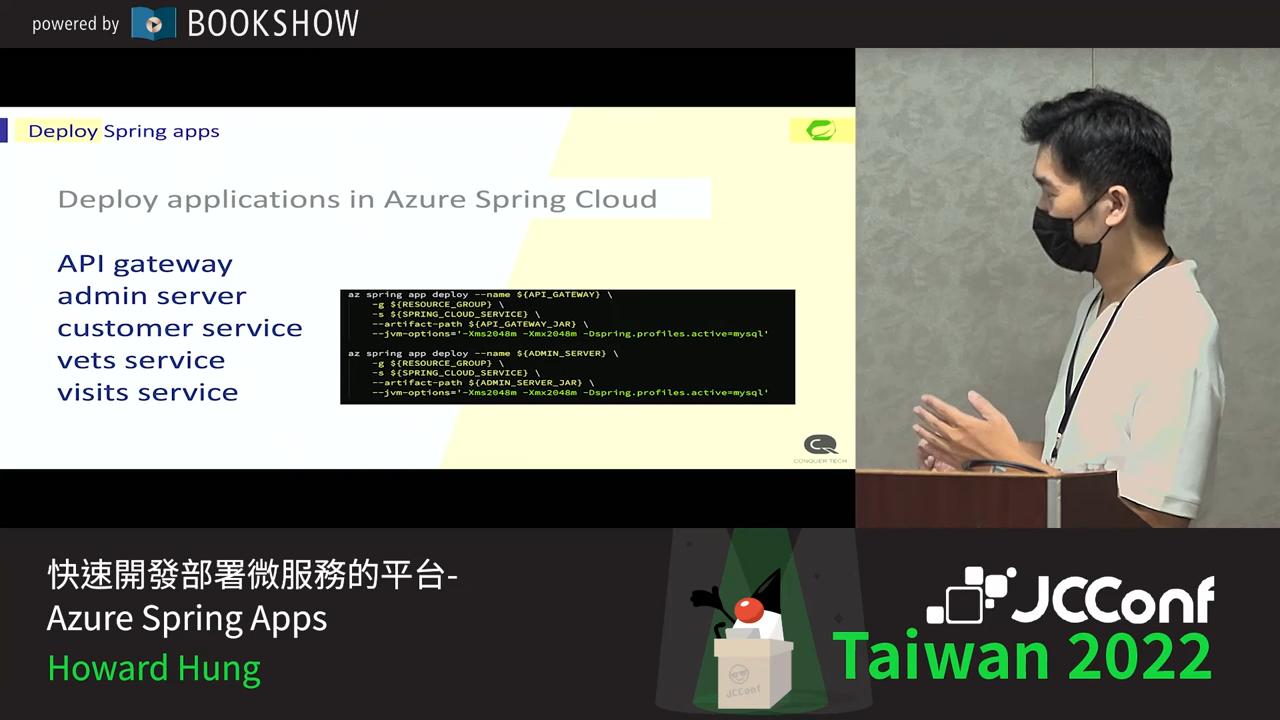 powered by BOOKSHOW
Deploy Spring apps
Deploy applications in Azure Spring Cloud
API gateway
admin server
customer service
vets service
visits service
az spring app deploy --name ${API_GATEWAY} \
-g ${RESOURCE_GROUP} \
-s ${SPRING_CLOUD_SERVICE} \
--artifact-path ${API_GATEWAY_JAR} \
--jvm-options='-Xms2048m -Xmx2048m -Dspring.profiles.active=mysql'
az spring app deploy --name ${ADMIN_SERVER} \
-g ${RESOURCE_GROUP} \
-s ${SPRING_CLOUD_SERVICE} \
--artifact-path ${ADMIN_SERVER_JAR} \
--jvm-options='-Xms2048m -Xmx2048m -Dspring.profiles.active=mysql'
CONQUER TECH
快速開發部署微服務的平台-
Azure Spring Apps
Howard Hung
JCConf
JCConf
Taiwan 2022